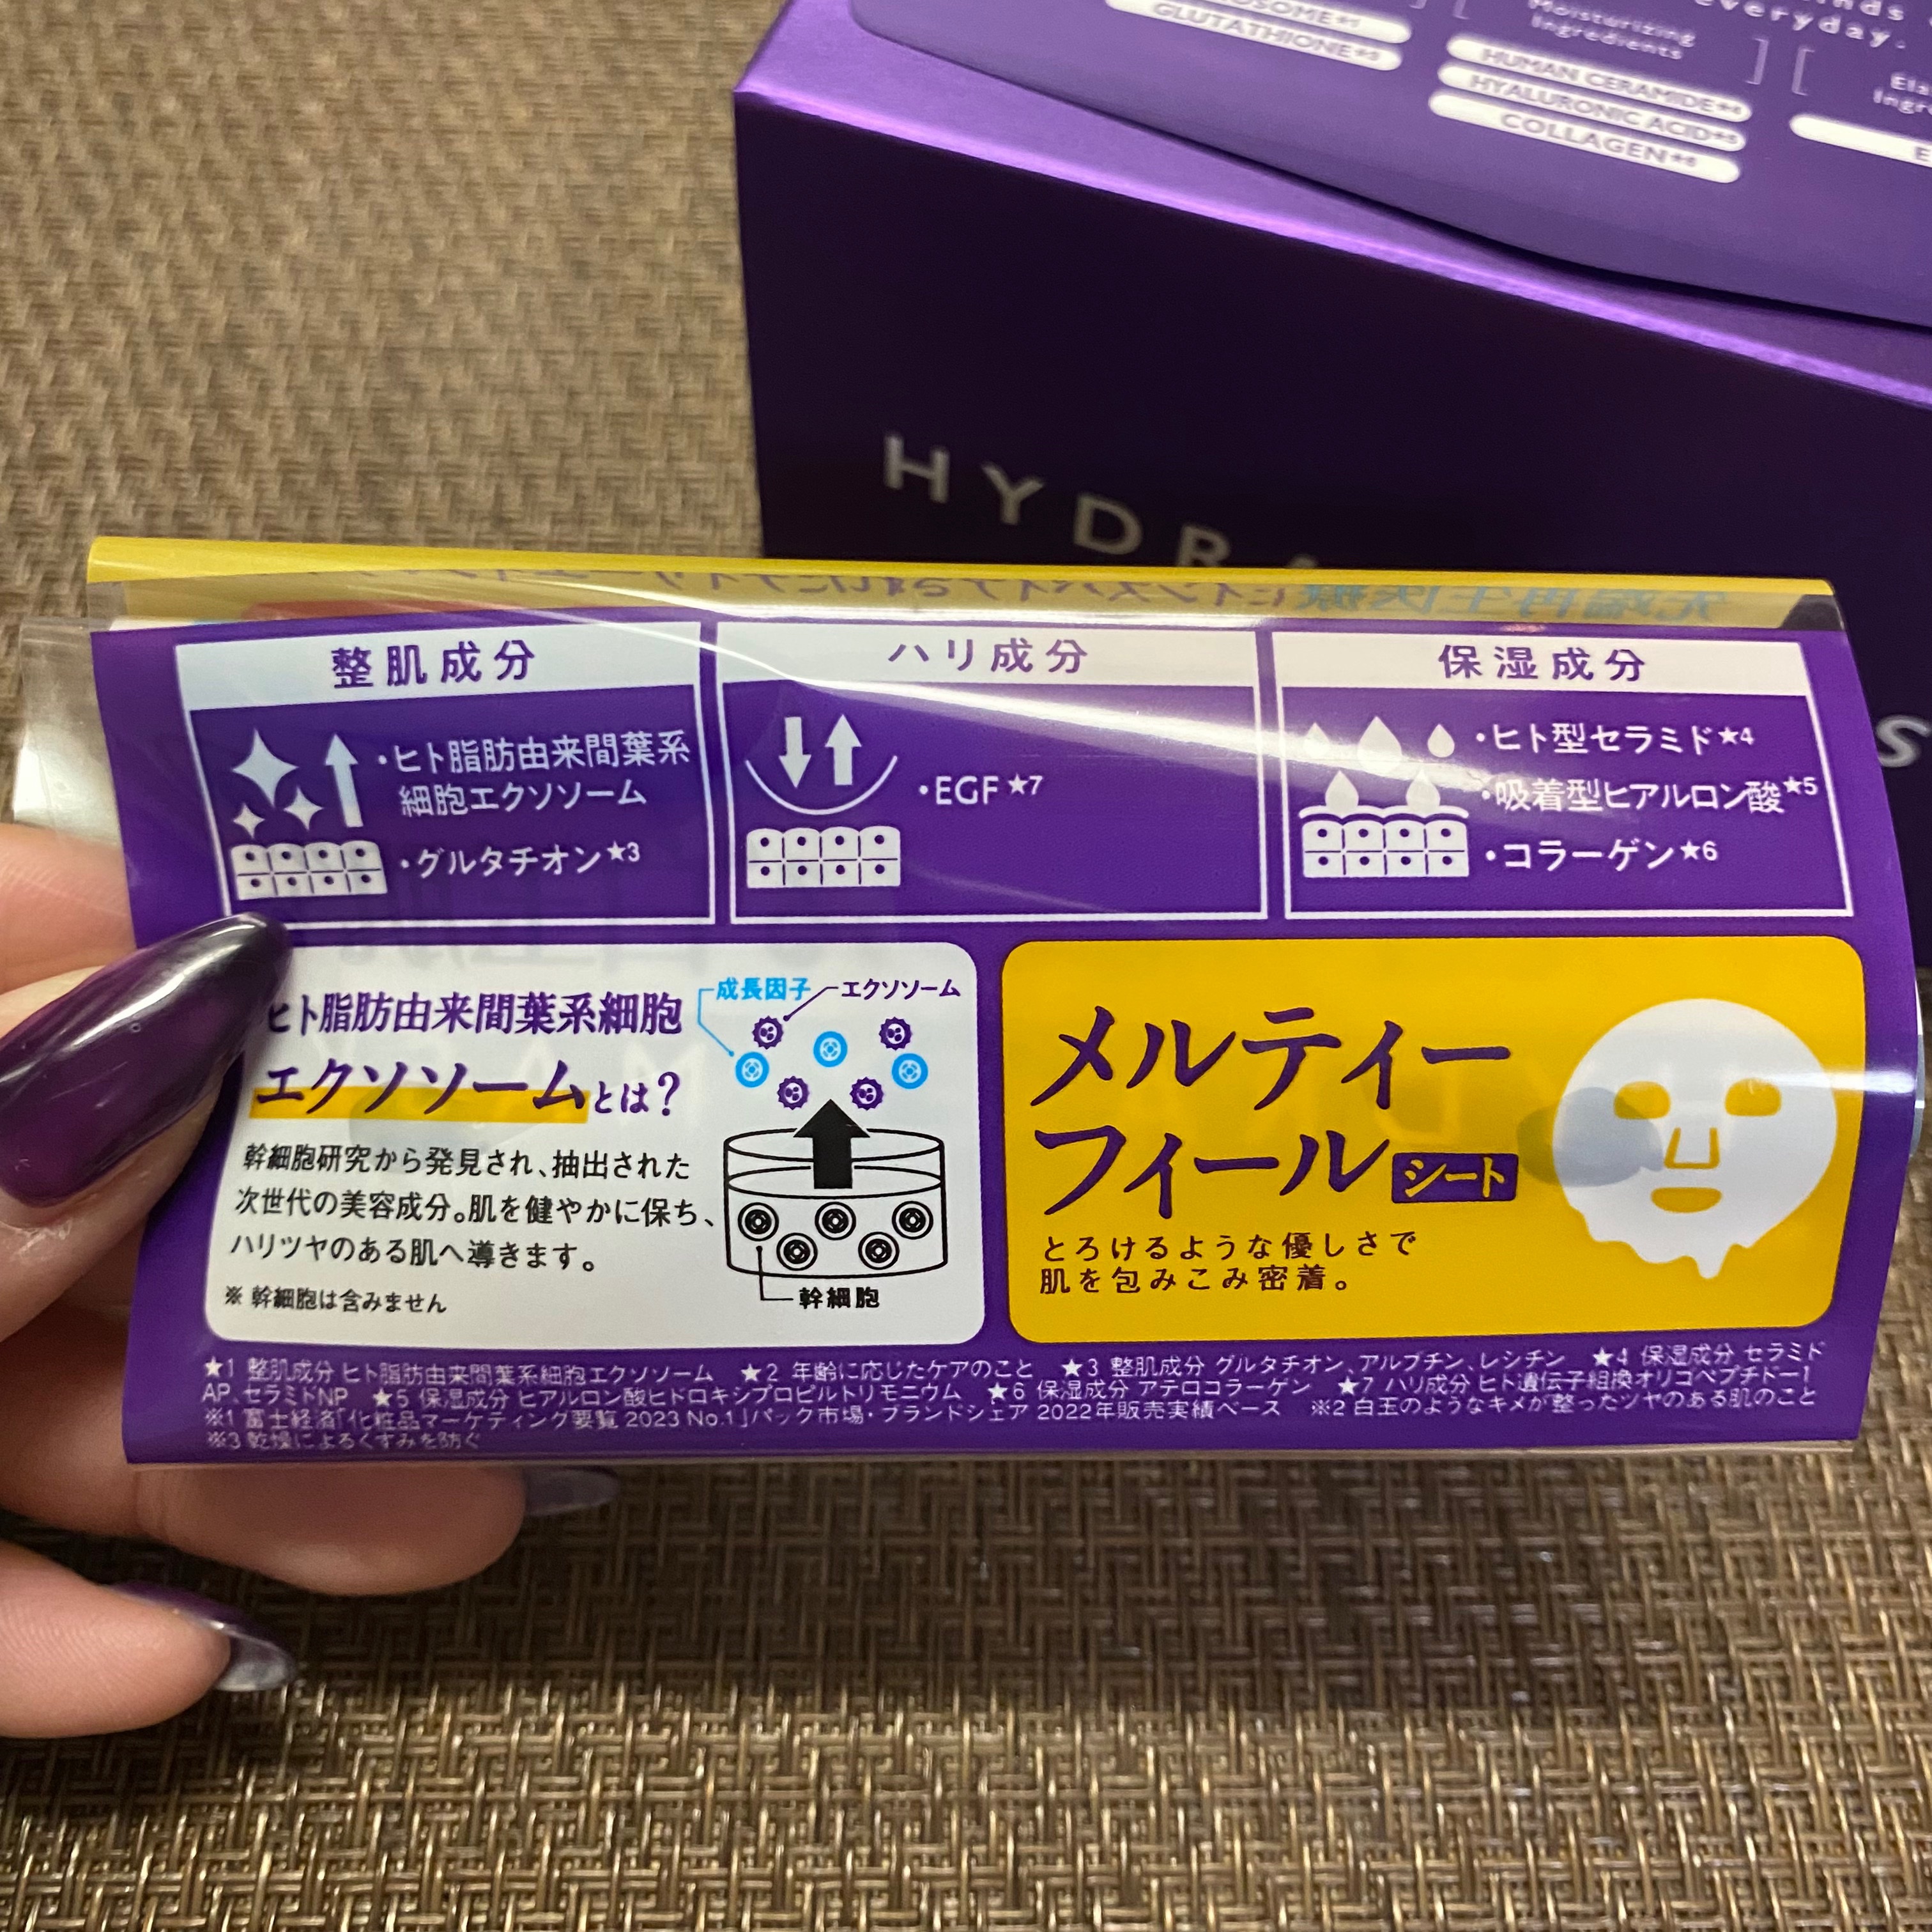 GLUTATHIONE★3
Moisturizing
Ingredients
HUMAN CERAMIDE★4
HYALURONIC ACID★5
COLLAGEN★6
everyday.
HYDR
整肌成分
・ヒト脂肪由来間葉系
細胞エクソソーム
・グルタチオン★3
ハリ成分
・EGF★7
保湿成分
・ヒト型セラミド★4
・吸着型ヒアルロン酸★5
・コラーゲン★6
ヒト脂肪由来間葉系細胞
エクソソームとは?
幹細胞研究から発見され、抽出された
次世代の美容成分。肌を健やかに保ち、
ハリツヤのある肌へ導きます。
※ 幹細胞は含みません
成長因子
エクソソーム
幹細胞
メルティー
フィールシート
とろけるような優しさで
肌を包みこみ密着。
★1 整肌成分 ヒト脂肪由来間葉系細胞エクソソーム ★2 年齢に応じたケアのこと ★3 整肌成分 グルタチオン、アルブチン、レシチン ★4 保湿成分 セラミド
AP、セラミドNP ★5 保湿成分 ヒアルロン酸ヒドロキシプロピルトリモニウム ★6 保湿成分 アテロコラーゲン ★7 ハリ成分 ヒト遺伝子組換オリゴペプチド-1
※1 富士経済「化粧品マーケティング要覧 2023 No.1」パック市場・ブランドシェア 2022年販売実績ベース ※2 白玉のようなキメが整ったツヤのある肌のこと
※3 乾燥によるくすみを防ぐ